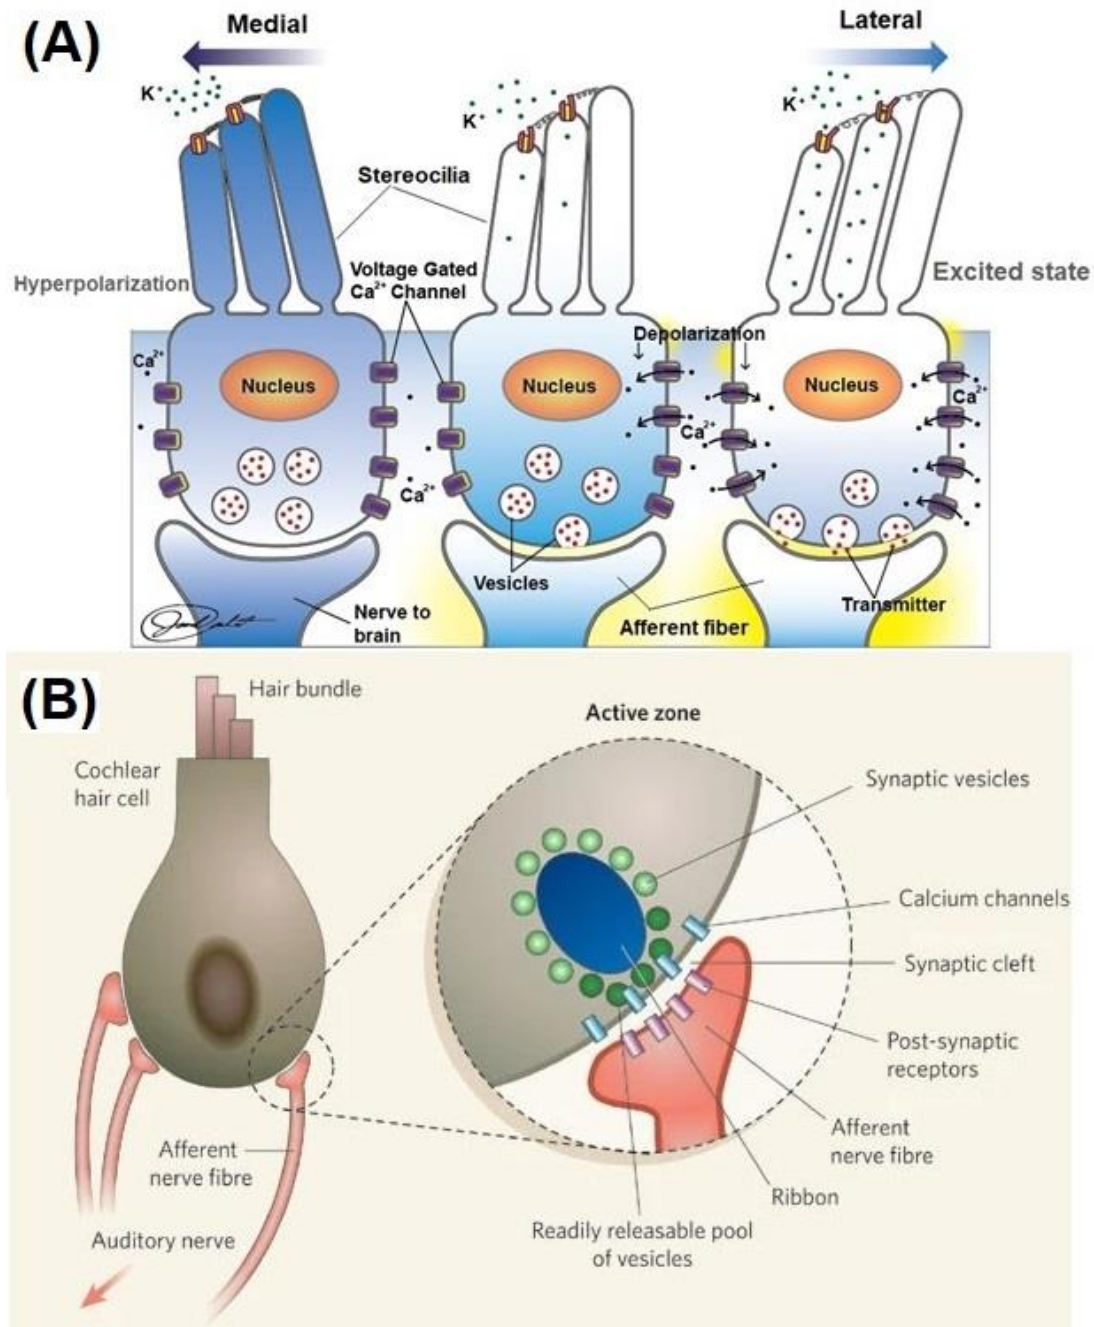 (A)
Medial
Lateral
K+
K+
K+
Stereocilia
Hyperpolarization
Voltage Gated
Ca2+ Channel
Excited state
Depolarization
Ca2+
Nucleus
Nucleus
Nucleus
Ca2+
Ca2+
Ca2+
Vesicles
Transmitter
Nerve to
brain
Afferent fiber
(B)
Hair bundle
Cochlear
hair cell
Active zone
Synaptic vesicles
Calcium channels
Synaptic cleft
Post-synaptic
receptors
Afferent
nerve fibre
Ribbon
Readily releasable pool
of vesicles
Afferent
nerve fibre
Auditory nerve